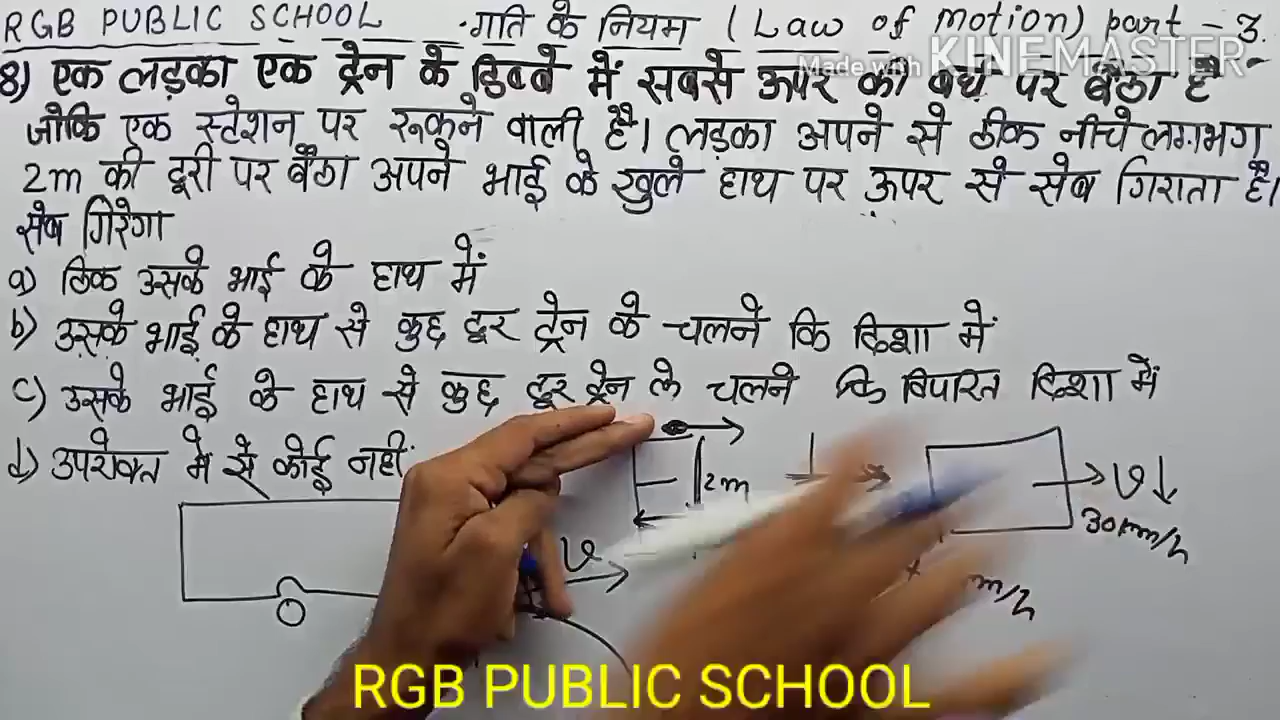 RGB PUBLIC SCHOOL . गति के नियम (Law of motion) part - 3.
Made with KINEMASTER
8) एक लड़का एक ट्रेन के डिब्बे में सबसे ऊपर की बर्थ पर बैठा है
जोकि एक स्टेशन पर रूकने वाली है। लड़का अपने से ठीक नीचे लगभग
2m की दूरी पर बैठा अपने भाई के खुले हाथ पर ऊपर से सेब गिराता है।
सेब गिरेगा
a) ठिक उसके भाई के हाथ में
b) उसके भाई के हाथ से कुछ दूर ट्रेन के चलने कि दिशा में
c) उसके भाई के हाथ से कुछ दूर ट्रेन के चलने कि विपरित दिशा में
d) उपरोक्त में से कोई नहीं
2m
v
v↓
30 km/h
m/h
RGB PUBLIC SCHOOL